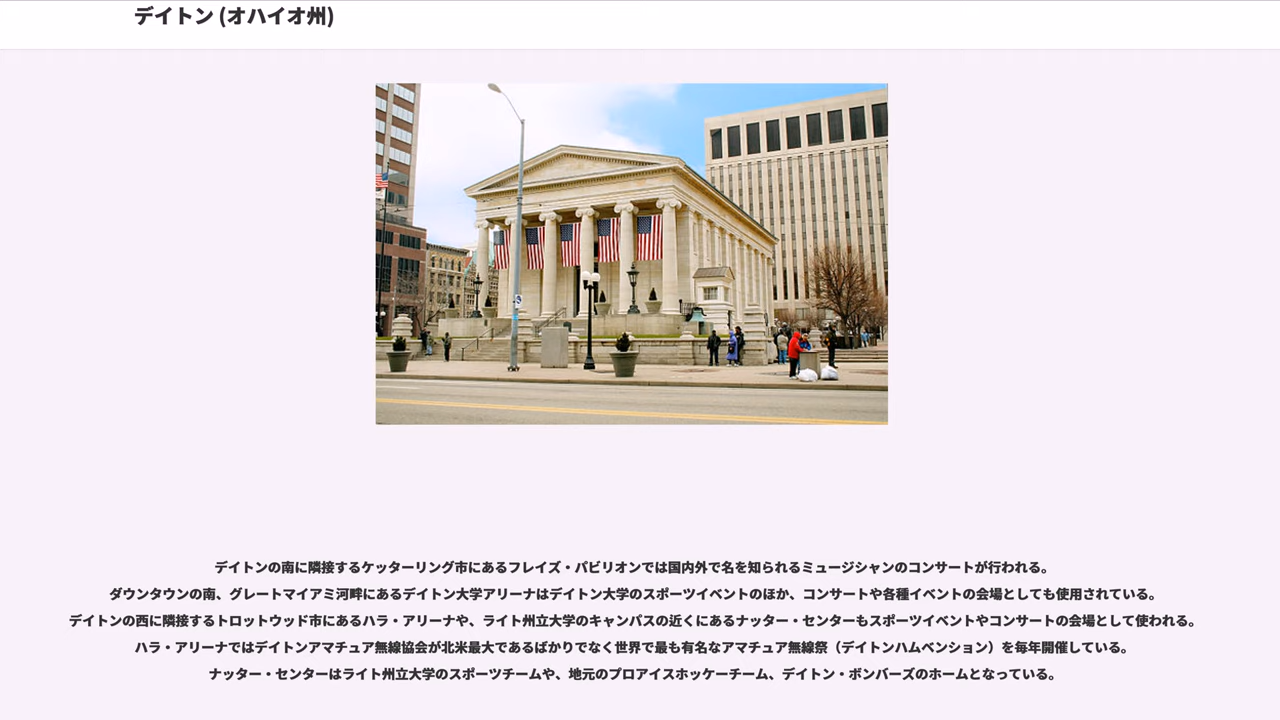 デイトン (オハイオ州)
デイトンの南に隣接するケッターリング市にあるフレイズ・パビリオンでは国内外で名を知られるミュージシャンのコンサートが行われる。
ダウンタウンの南、グレートマイアミ河畔にあるデイトン大学アリーナはデイトン大学のスポーツイベントのほか、コンサートや各種イベントの会場としても使用されている。
デイトンの西に隣接するトロットウッド市にあるハラ・アリーナや、ライト州立大学のキャンパスの近くにあるナッター・センターもスポーツイベントやコンサートの会場として使われる。
ハラ・アリーナではデイトンアマチュア無線協会が北米最大であるばかりでなく世界で最も有名なアマチュア無線祭（デイトンハムベンション）を毎年開催している。
ナッター・センターはライト州立大学のスポーツチームや、地元のプロアイスホッケーチーム、デイトン・ボンバーズのホームとなっている。